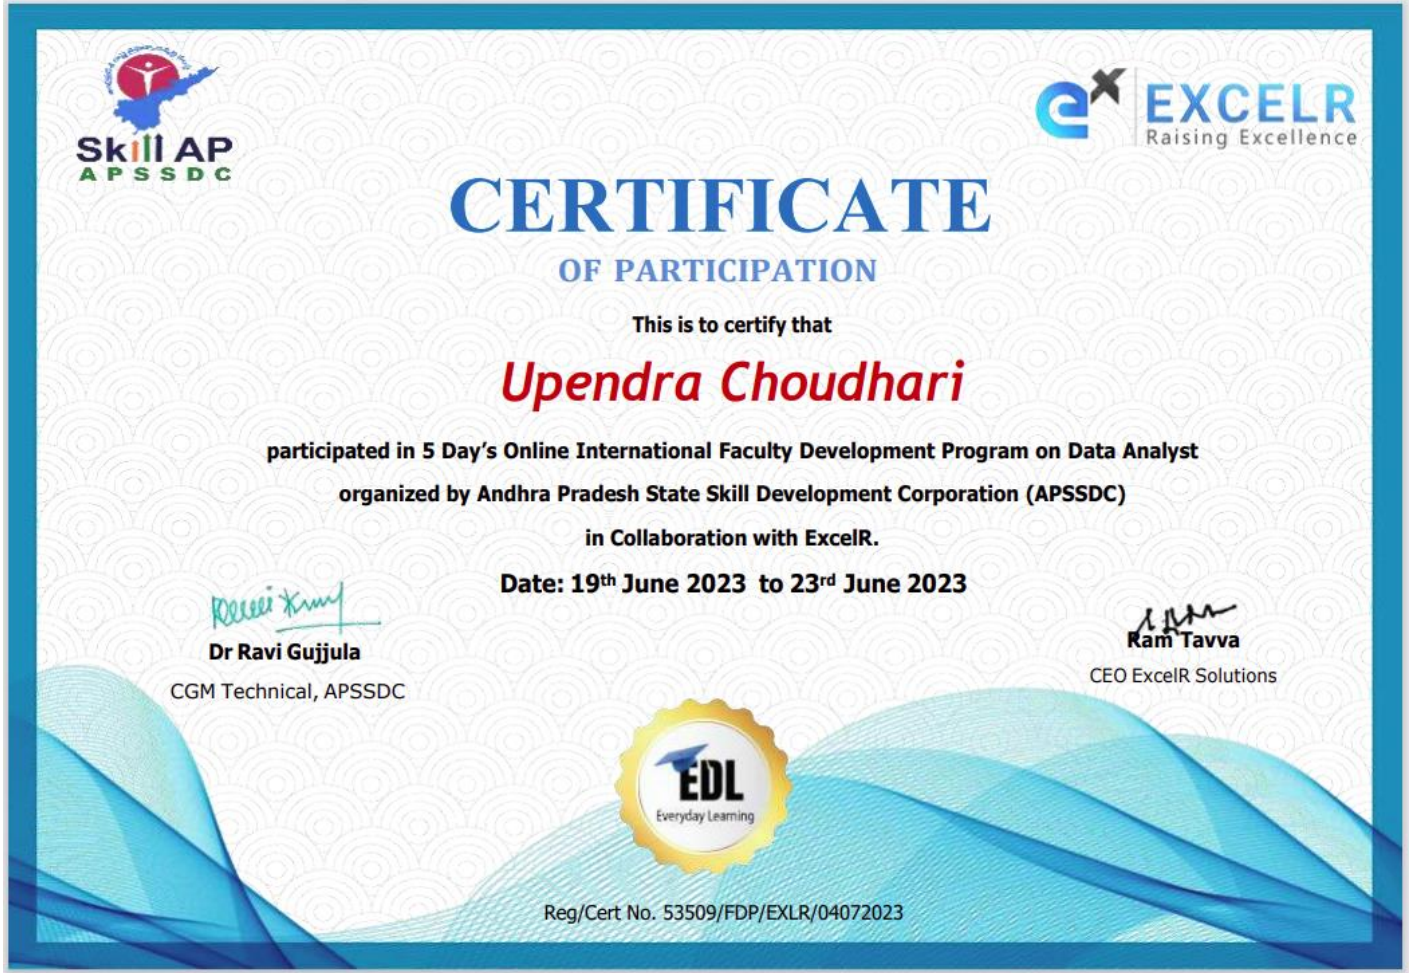 Skill AP
APSSDC
ex
EXCELR
Raising Excellence
CERTIFICATE
OF PARTICIPATION
This is to certify that
Upendra Choudhari
participated in 5 Day's Online International Faculty Development Program on Data Analyst
organized by Andhra Pradesh State Skill Development Corporation (APSSDC)
in Collaboration with ExcelR.
Date: 19th June 2023 to 23rd June 2023
Dr Ravi Gujjula
CGM Technical, APSSDC
Ram Tavva
CEO ExcelR Solutions
EDL
Everyday Learning
Reg/Cert No. 53509/FDP/EXLR/04072023